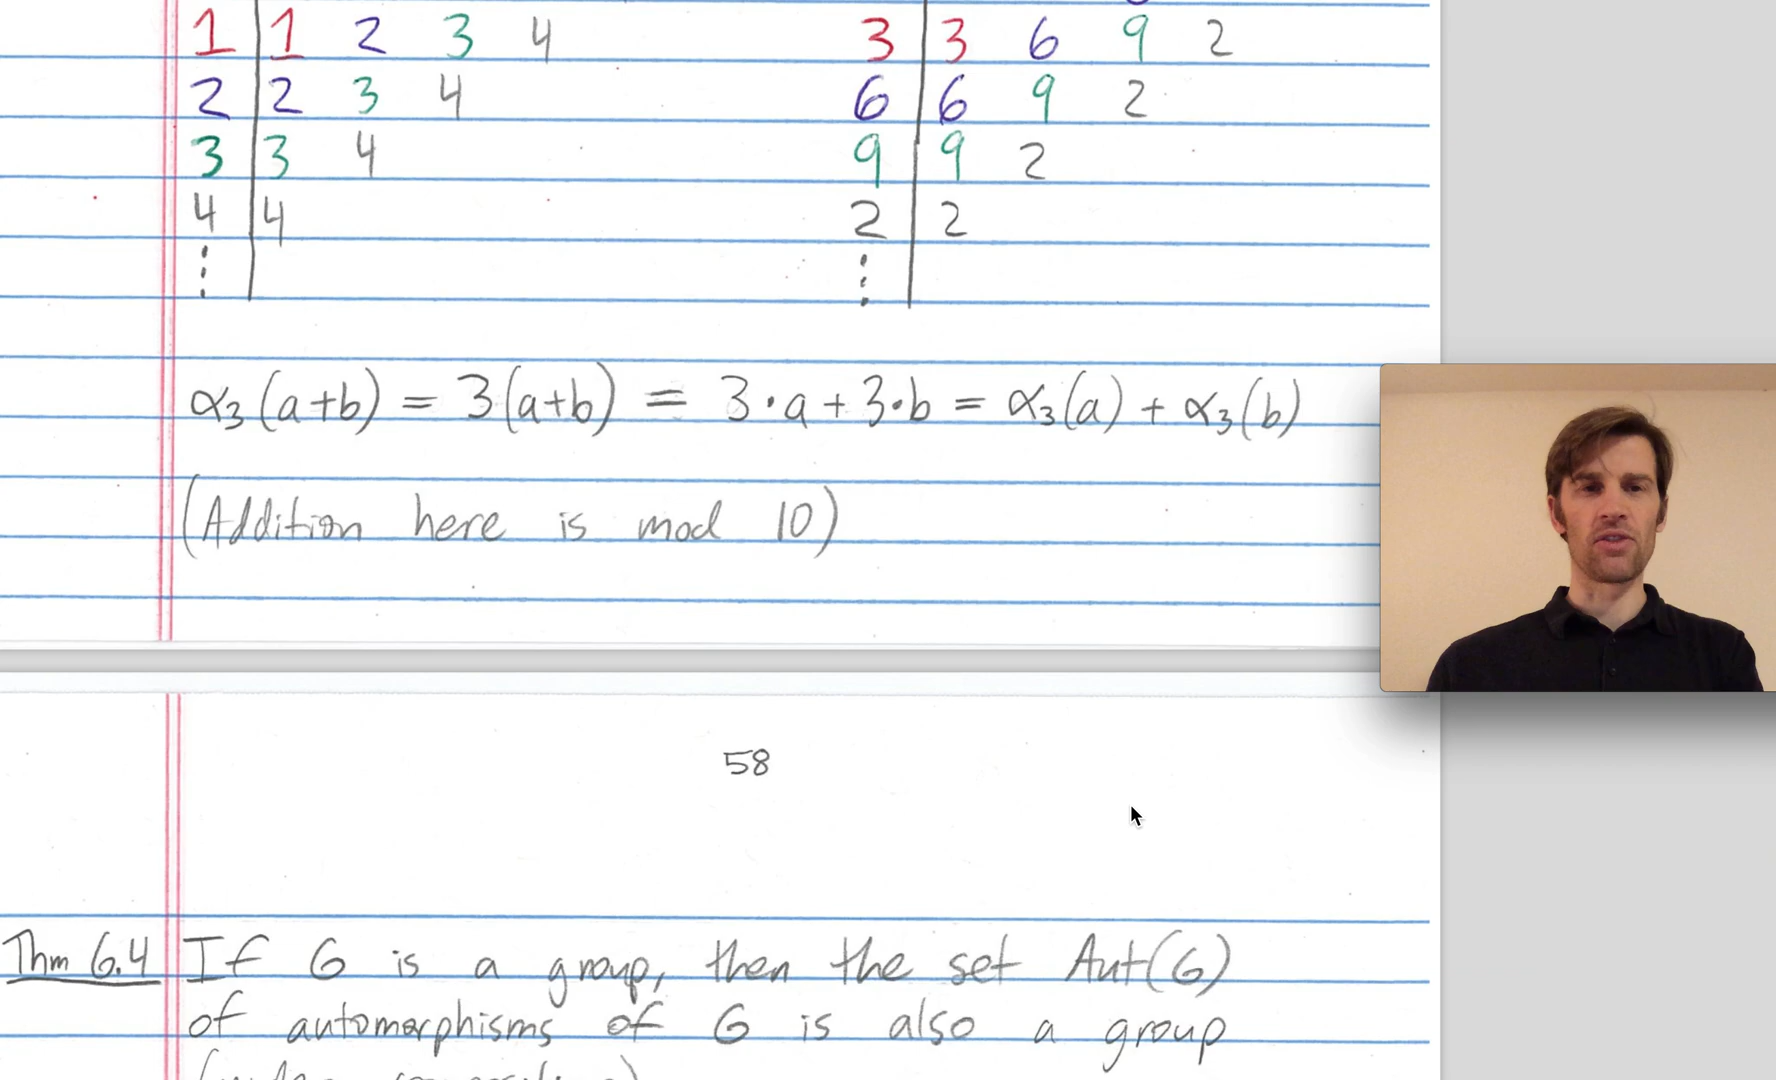 1 | 1 2 3 4 3 | 3 6 9 2
2 | 2 3 4 6 | 6 9 2
3 | 3 4 9 | 9 2
4 | 4 2 | 2
⋮ | ⋮ |
α₃(a+b) = 3(a+b) = 3·a + 3·b = α₃(a) + α₃(b)
(Addition here is mod 10)
58
Thm 6.4 If G is a group, then the set Aut(G)
of automorphisms of G is also a group
(under composition)